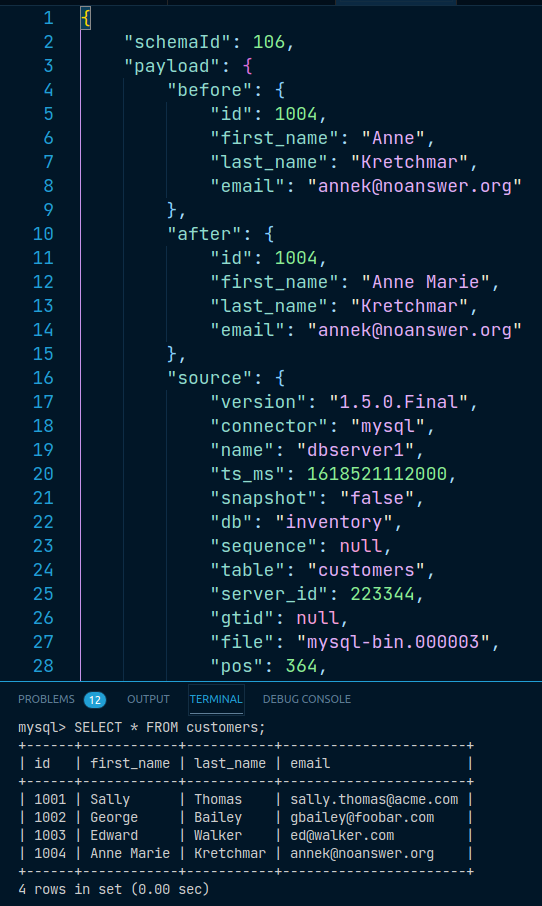 1 {
2 "schemaId": 106,
3 "payload": {
4 "before": {
5 "id": 1004,
6 "first_name": "Anne",
7 "last_name": "Kretchmar",
8 "email": "annek@noanswer.org"
9 },
10 "after": {
11 "id": 1004,
12 "first_name": "Anne Marie",
13 "last_name": "Kretchmar",
14 "email": "annek@noanswer.org"
15 },
16 "source": {
17 "version": "1.5.0.Final",
18 "connector": "mysql",
19 "name": "dbserver1",
20 "ts_ms": 1618521112000,
21 "snapshot": "false",
22 "db": "inventory",
23 "sequence": null,
24 "table": "customers",
25 "server_id": 223344,
26 "gtid": null,
27 "file": "mysql-bin.000003",
28 "pos": 364,
PROBLEMS 12 OUTPUT TERMINAL DEBUG CONSOLE
mysql> SELECT * FROM customers;
+------+------------+-----------+-----------------------+
| id   | first_name | last_name | email                 |
+------+------------+-----------+-----------------------+
| 1001 | Sally      | Thomas    | sally.thomas@acme.com |
| 1002 | George     | Bailey    | gbailey@foobar.com    |
| 1003 | Edward     | Walker    | ed@walker.com         |
| 1004 | Anne Marie | Kretchmar | annek@noanswer.org    |
+------+------------+-----------+-----------------------+
4 rows in set (0.00 sec)